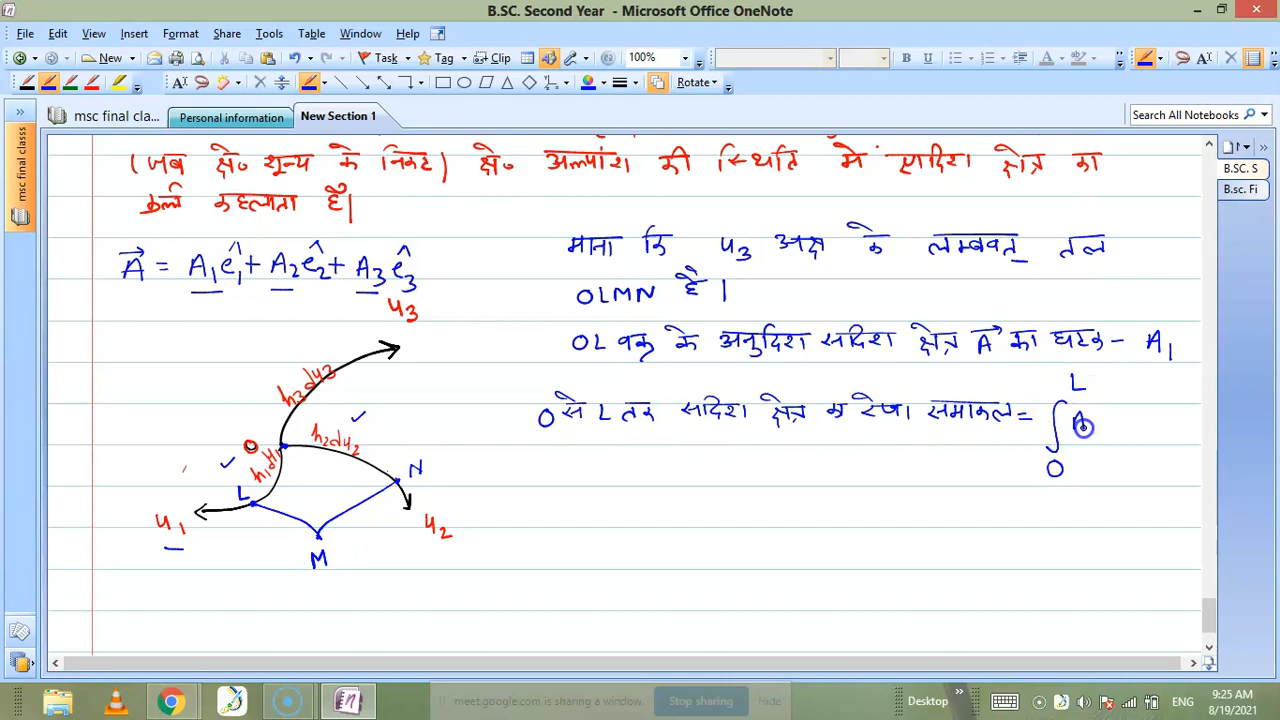 B.SC. Second Year - Microsoft Office OneNote
File Edit View Insert Format Share Tools Table Window Help
New Task Tag Clip 100% B U
Rotate
msc final cla... Personal information New Section 1 Search All Notebooks
msc final classs
B.SC. S
B.sc. Fi
(जब क्षे० शून्य के निकट) क्षे० अल्पांश की स्थिति में सदिश क्षेत्र का
कर्ल कहलाता है।
A⃗ = A₁ê₁ + A₂ê₂ + A₃ê₃
माना कि u₃ अक्ष के लम्बवत् तल
OLMN है।
OL वक्र के अनुदिश सदिश क्षेत्र A⃗ का घटक - A₁
O से L तक सदिश क्षेत्र क रेखा समाकल = ∫ A
L
O
u₃
h₃du₃
h₂du₂
O
h₁du₁
N
L
u₁
u₂
M
meet.google.com is sharing a window. Stop sharing Hide
Desktop » ENG 9:25 AM
8/19/2021